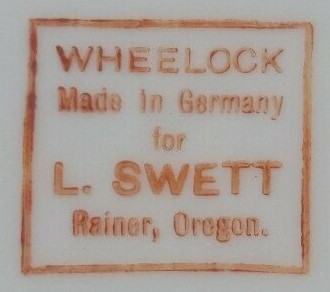 WHEELOCK
Made In Germany
for
L. SWETT
Rainer, Oregon.